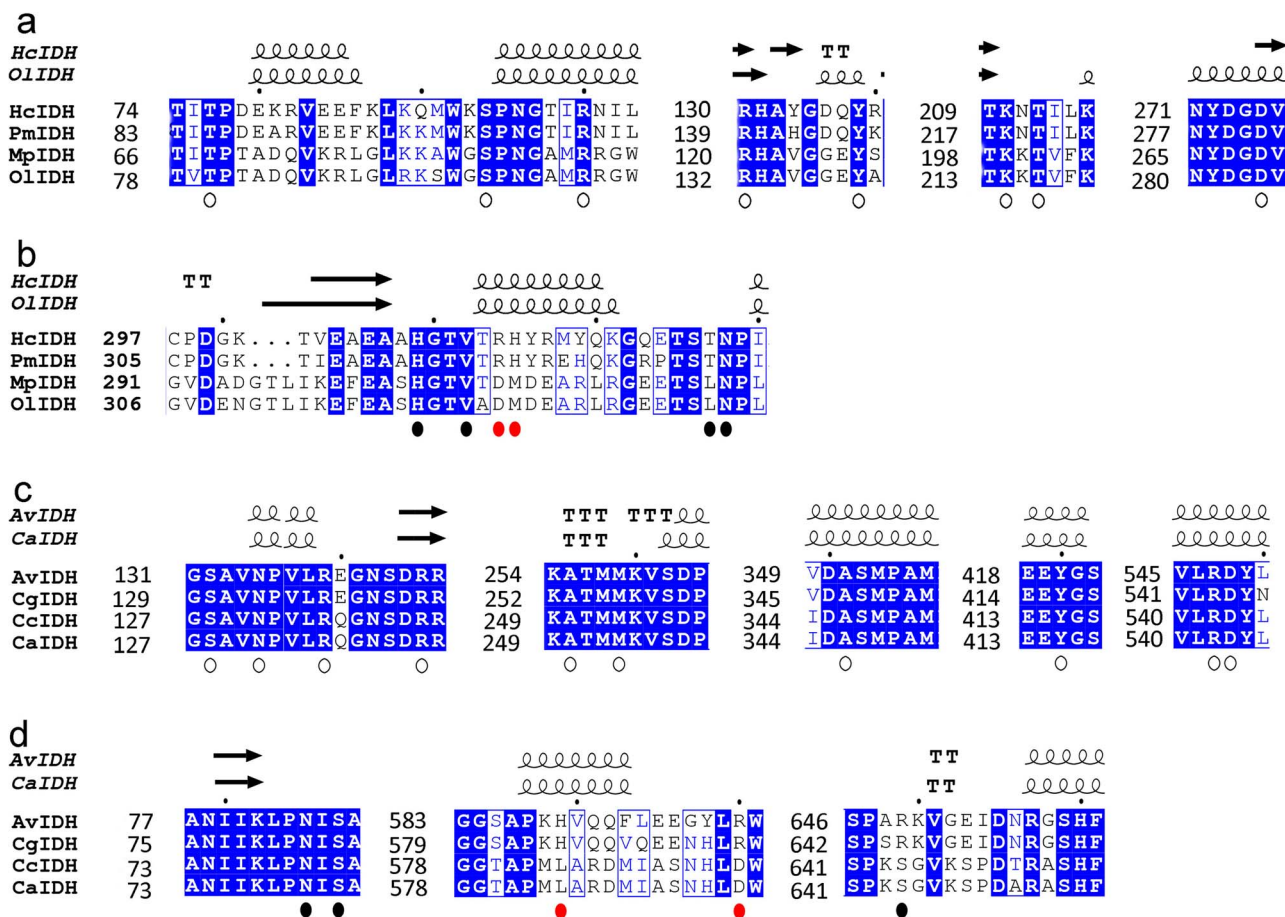 a
HcIDH TT
OlIDH
HcIDH 74 TITPDEKRVEEFKLKQMWKSPNGTIRNIL 130 RHAYGDQYR 209 TKNTILK 271 NYDGDV
PmIDH 83 TITPDEARVEEFKLKKMWKSPNGTIRNIL 139 RHAHGDQYK 217 TKNTILK 277 NYDGDV
MpIDH 66 TITPTADQVKRLGLKKAWGSPNGAMRRGW 120 RHAVGGEYS 198 TKKTVFK 265 NYDGDV
OlIDH 78 TVTPTADQVKRLGLRKSWGSPNGAMRRGW 132 RHAVGGEYA 213 TKKTVFK 280 NYDGDV
b
HcIDH TT
OlIDH
HcIDH 297 CPDGK...TVEAEAAHGTVTRHYRMYQKGQETSTNPI
PmIDH 305 CPDGK...TIEAEAAHGTVTRHYREHQKGRPTSTNPI
MpIDH 291 GVDADGTLIKEFEASHGTVTDMDEARLRGEETSLNPL
OlIDH 306 GVDENGTLIKEFEASHGTVADMDEARLRGEETSLNPL
c
AvIDH TTT TTT
CaIDH TTT
AvIDH 131 GSAVNPVLREGNSDRR 254 KATMMKVSDP 349 VDASMPAM 418 EEYGS 545 VLRDYL
CgIDH 129 GSAVNPVLREGNSDRR 252 KATMMKVSDP 345 VDASMPAM 414 EEYGS 541 VLRDYN
CcIDH 127 GSAVNPVLRQGNSDRR 249 KATMMKVSDP 344 IDASMPAM 413 EEYGS 540 VLRDYL
CaIDH 127 GSAVNPVLRQGNSDRR 249 KATMMKVSDP 344 IDASMPAM 413 EEYGS 540 VLRDYL
d
AvIDH TT
CaIDH TT
AvIDH 77 ANIIKLPNISA 583 GGSAPKHVQQFLEEGYLRW 646 SPARKVGEIDNRGSHF
CgIDH 75 ANIIKLPNISA 579 GGSAPKHVQQVQEENHLRW 642 SPSRKVGEIDNRGSHF
CcIDH 73 ANIIKLPNISA 578 GGTAPMLARDMIASNHLDW 641 SPKSGVKSPDTRASHF
CaIDH 73 ANIIKLPNISA 578 GGTAPMLARDMIASNHLDW 641 SPKSGVKSPDARASHF